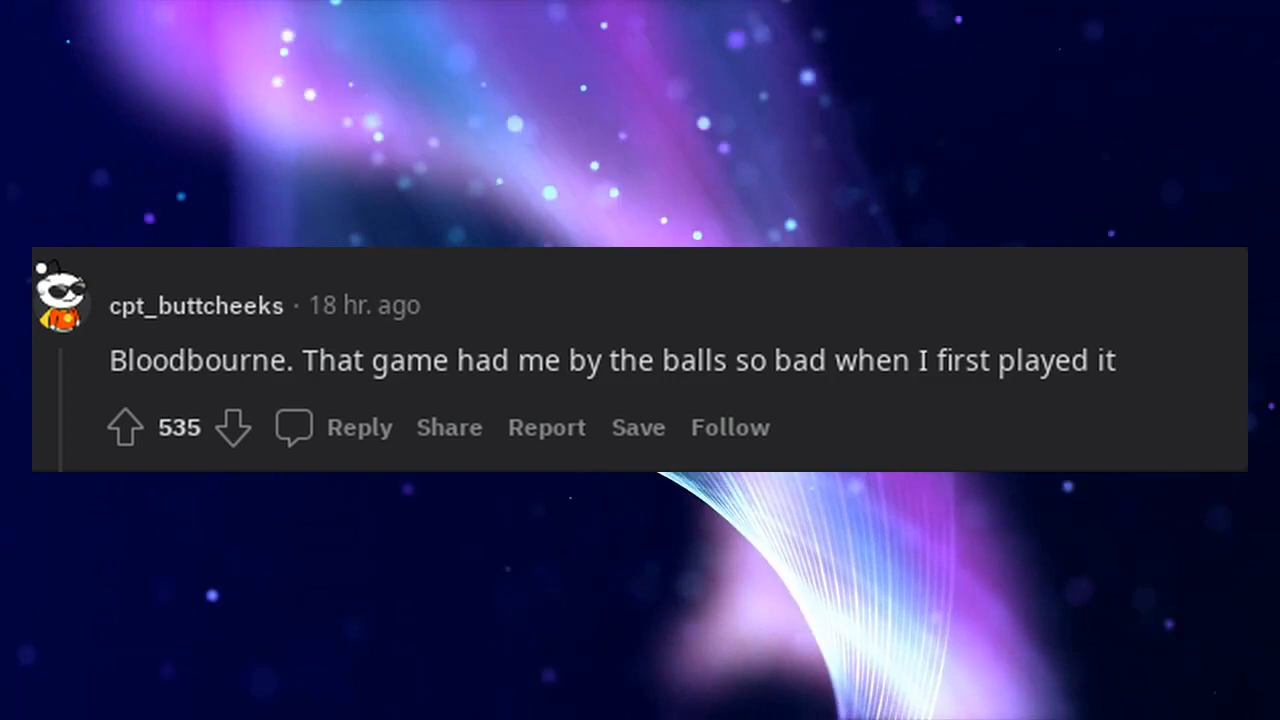 cpt_buttcheeks · 18 hr. ago
Bloodbourne. That game had me by the balls so bad when I first played it
535 Reply Share Report Save Follow